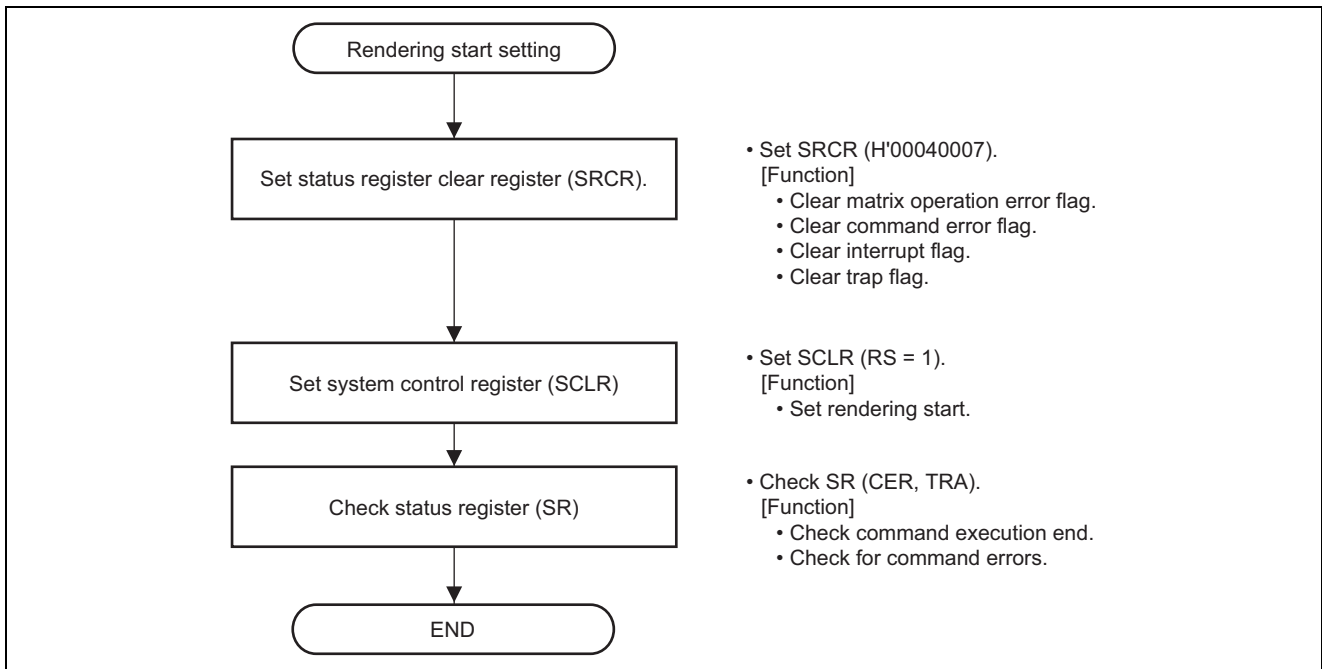 Rendering start setting
Set status register clear register (SRCR).
• Set SRCR (H'00040007).
[Function]
• Clear matrix operation error flag.
• Clear command error flag.
• Clear interrupt flag.
• Clear trap flag.
Set system control register (SCLR)
• Set SCLR (RS = 1).
[Function]
• Set rendering start.
Check status register (SR)
• Check SR (CER, TRA).
[Function]
• Check command execution end.
• Check for command errors.
END